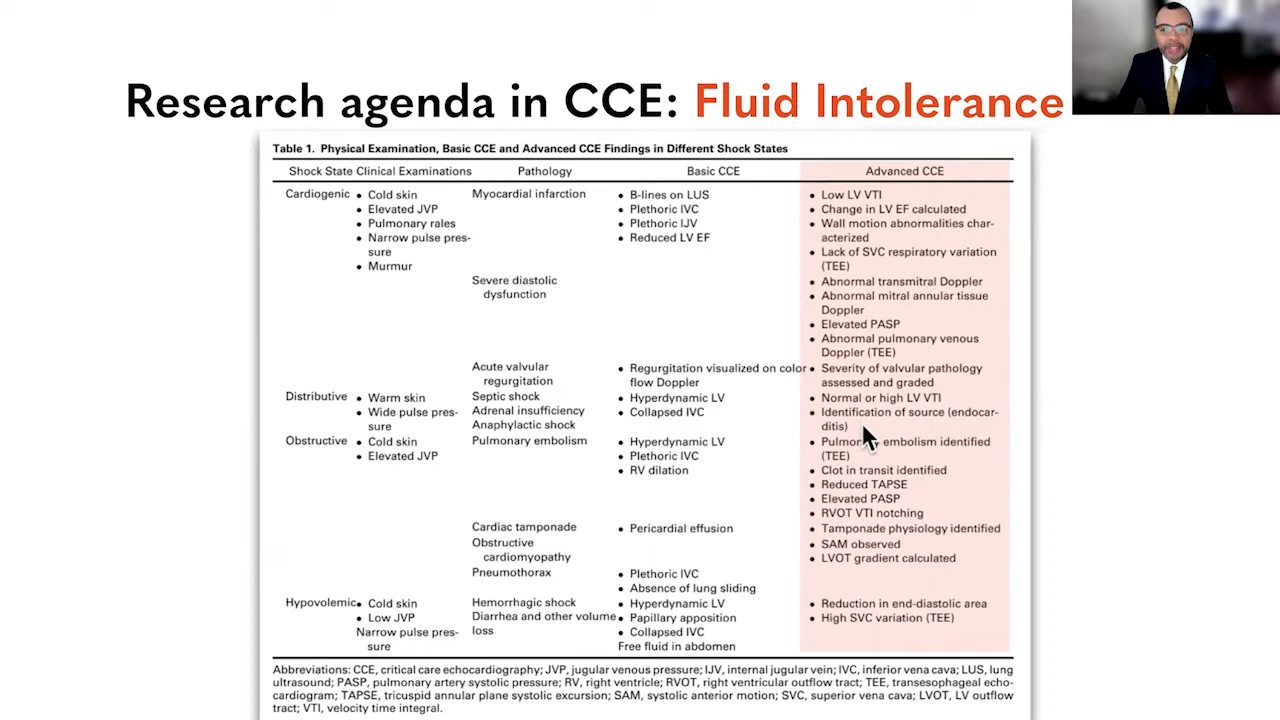 Research agenda in CCE: Fluid Intolerance
Table 1. Physical Examination, Basic CCE and Advanced CCE Findings in Different Shock States
Shock State Clinical Examinations Pathology Basic CCE Advanced CCE
Cardiogenic • Cold skin Myocardial infarction • B-lines on LUS • Low LV VTI
• Elevated JVP • Plethoric IVC • Change in LV EF calculated
• Pulmonary rales • Plethoric IJV • Wall motion abnormalities char-
• Narrow pulse pres- • Reduced LV EF acterized
sure • Lack of SVC respiratory variation
• Murmur (TEE)
Severe diastolic • Abnormal transmitral Doppler
dysfunction • Abnormal mitral annular tissue
Doppler
• Elevated PASP
• Abnormal pulmonary venous
Doppler (TEE)
Acute valvular • Regurgitation visualized on color • Severity of valvular pathology
regurgitation flow Doppler assessed and graded
Distributive • Warm skin Septic shock • Hyperdynamic LV • Normal or high LV VTI
• Wide pulse pres- Adrenal insufficiency • Collapsed IVC • Identification of source (endocar-
sure Anaphylactic shock ditis)
Obstructive • Cold skin Pulmonary embolism • Hyperdynamic LV • Pulmonary embolism identified
• Elevated JVP • Plethoric IVC (TEE)
• RV dilation • Clot in transit identified
• Reduced TAPSE
• Elevated PASP
• RVOT VTI notching
Cardiac tamponade • Pericardial effusion • Tamponade physiology identified
Obstructive • SAM observed
cardiomyopathy • LVOT gradient calculated
Pneumothorax • Plethoric IVC
• Absence of lung sliding
Hypovolemic • Cold skin Hemorrhagic shock • Hyperdynamic LV • Reduction in end-diastolic area
• Low JVP Diarrhea and other volume • Papillary apposition • High SVC variation (TEE)
Narrow pulse pres- loss • Collapsed IVC
sure Free fluid in abdomen
Abbreviations: CCE, critical care echocardiography; JVP, jugular venous pressure; IJV, internal jugular vein; IVC, inferior vena cava; LUS, lung
ultrasound; PASP, pulmonary artery systolic pressure; RV, right ventricle; RVOT, right ventricular outflow tract; TEE, transesophageal echo-
cardiogram; TAPSE, tricuspid annular plane systolic excursion; SAM, systolic anterior motion; SVC, superior vena cava; LVOT, LV outflow
tract; VTI, velocity time integral.